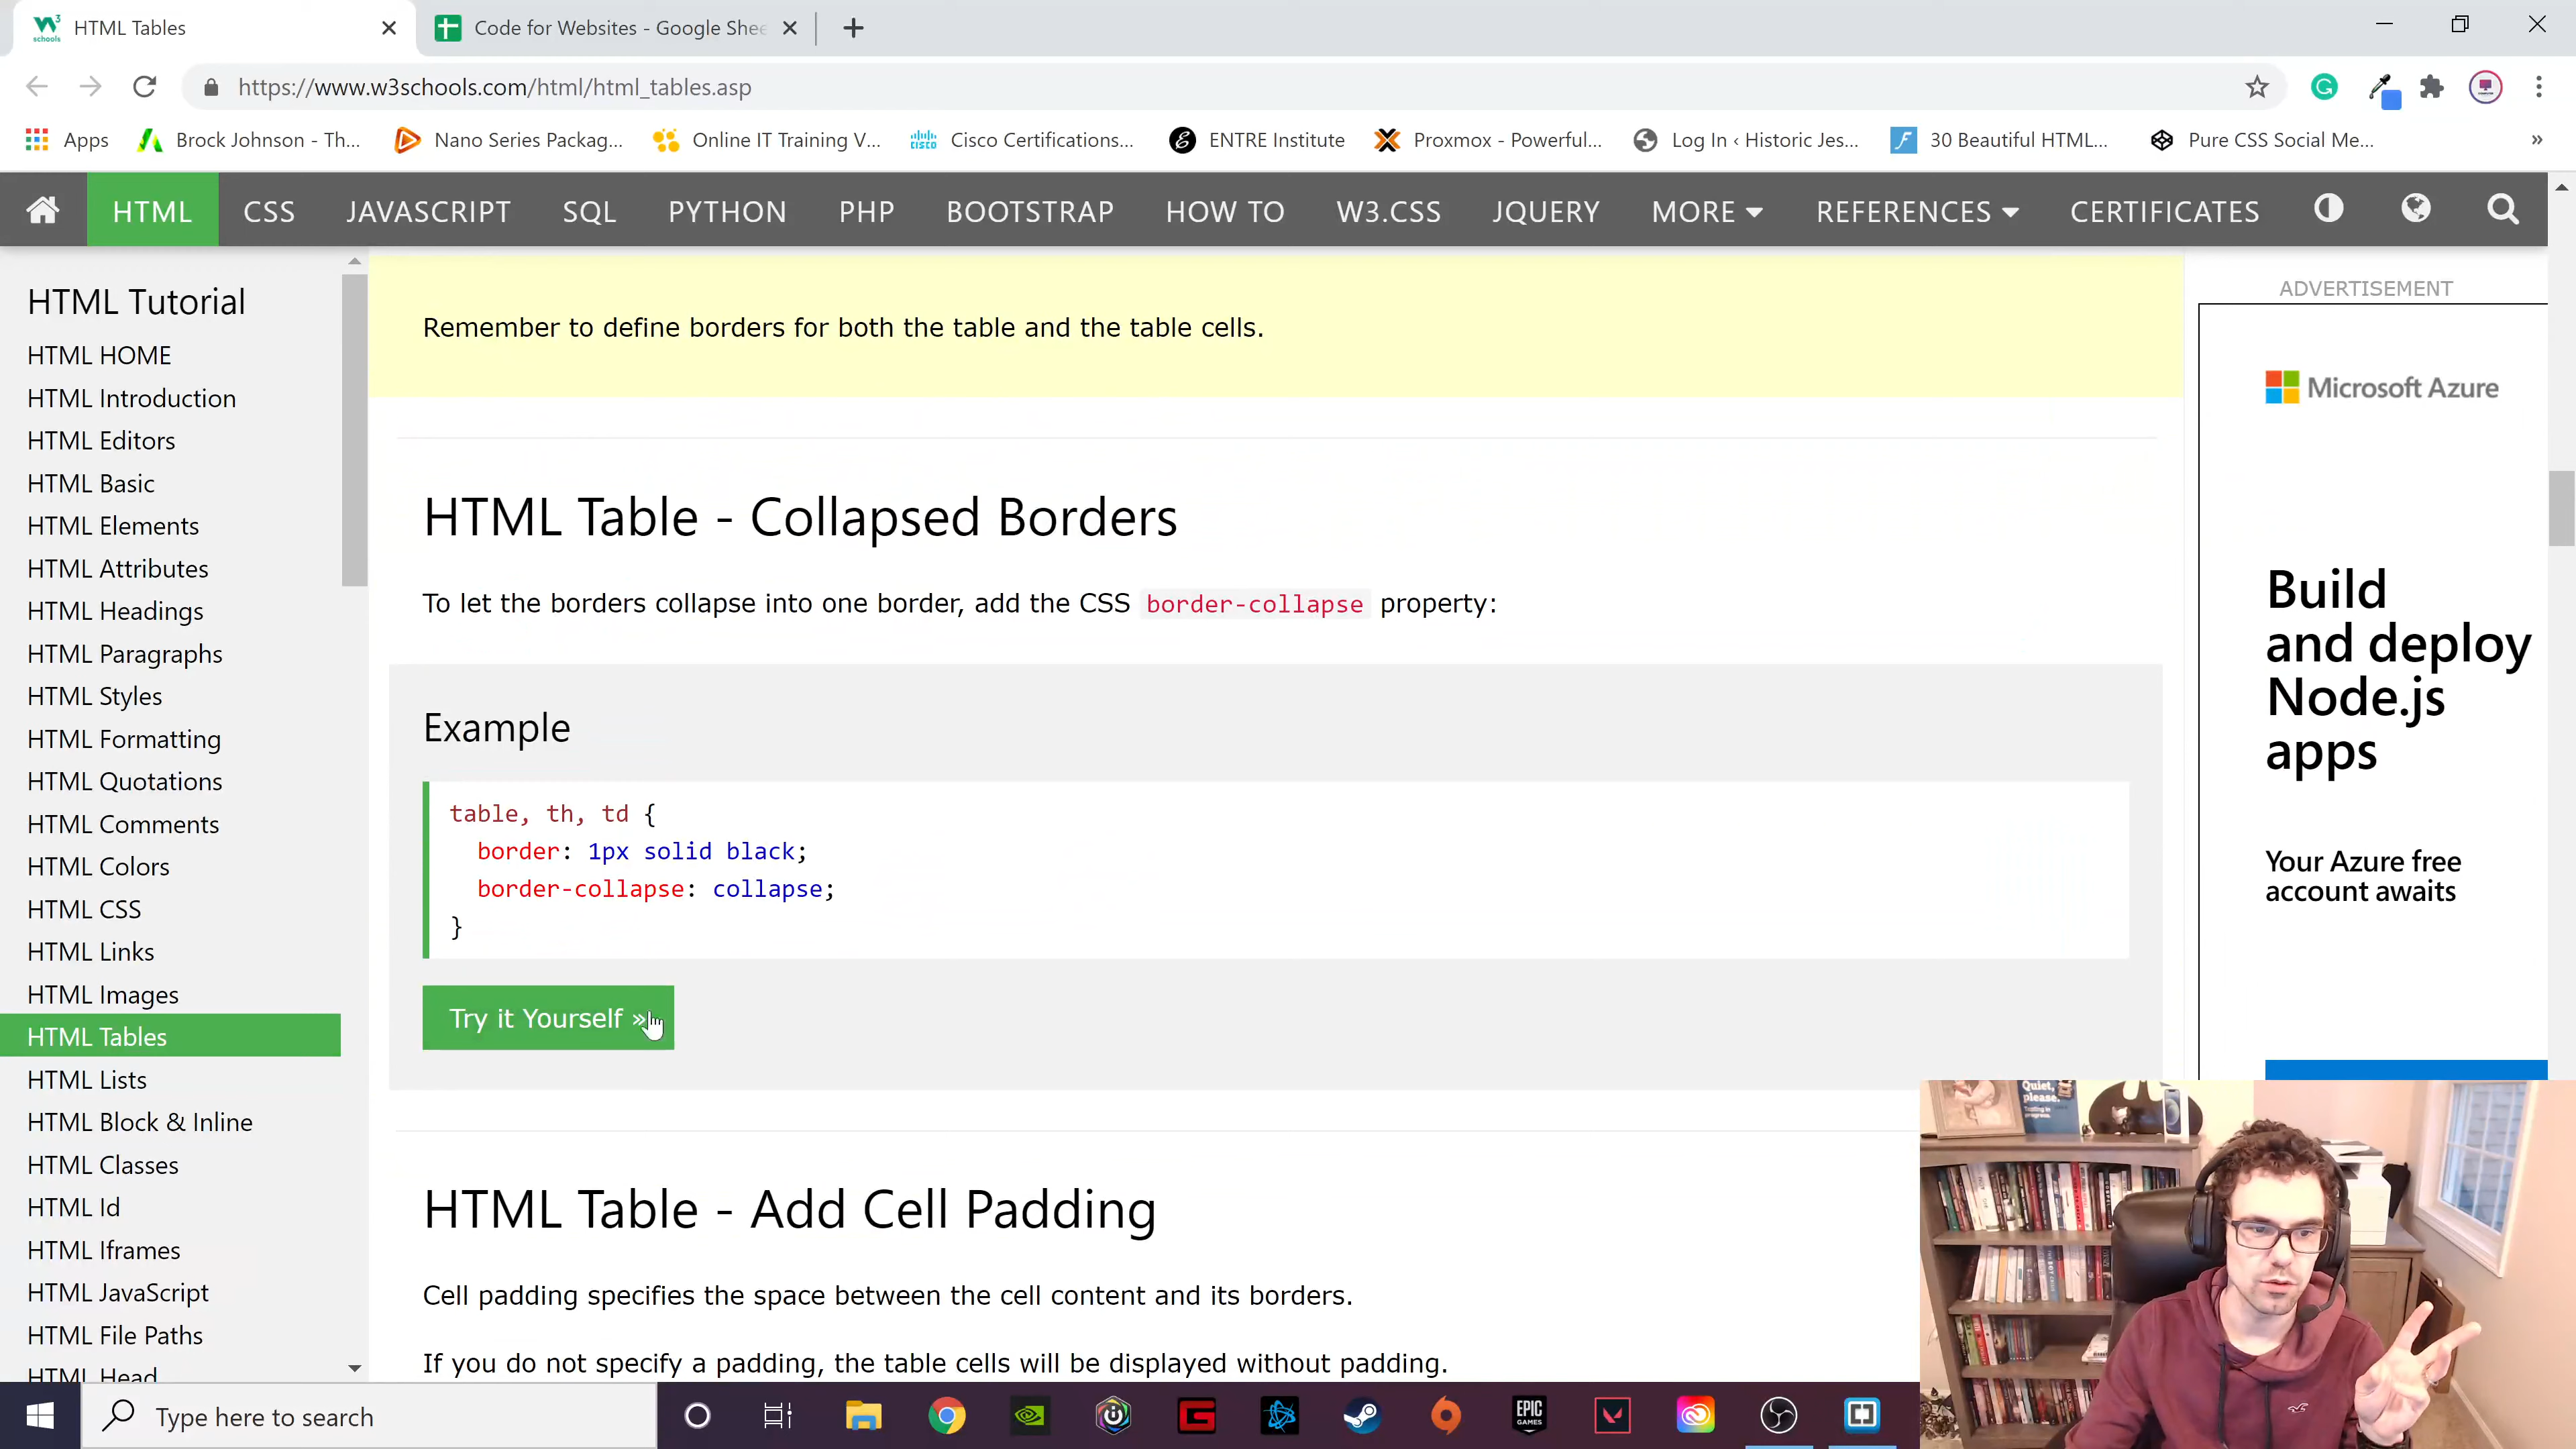 HTML Tables
Code for Websites - Google Shee
https://www.w3schools.com/html/html_tables.asp
Apps
Brock Johnson - Th...
Nano Series Packag...
Online IT Training V...
Cisco Certifications...
ENTRE Institute
Proxmox - Powerful...
Log In ‹ Historic Jes...
30 Beautiful HTML...
Pure CSS Social Me...
»
HTML CSS JAVASCRIPT SQL PYTHON PHP BOOTSTRAP HOW TO W3.CSS JQUERY MORE REFERENCES CERTIFICATES
HTML Tutorial
HTML HOME
HTML Introduction
HTML Editors
HTML Basic
HTML Elements
HTML Attributes
HTML Headings
HTML Paragraphs
HTML Styles
HTML Formatting
HTML Quotations
HTML Comments
HTML Colors
HTML CSS
HTML Links
HTML Images
HTML Tables
HTML Lists
HTML Block & Inline
HTML Classes
HTML Id
HTML Iframes
HTML JavaScript
HTML File Paths
HTML Head
Remember to define borders for both the table and the table cells.
HTML Table - Collapsed Borders
To let the borders collapse into one border, add the CSS border-collapse property:
Example
table, th, td {
border: 1px solid black;
border-collapse: collapse;
}
Try it Yourself »
HTML Table - Add Cell Padding
Cell padding specifies the space between the cell content and its borders.
If you do not specify a padding, the table cells will be displayed without padding.
ADVERTISEMENT
Microsoft Azure
Build
and deploy
Node.js
apps
Your Azure free
account awaits
Quiet,
please.
Type here to search
EPIC
GAMES